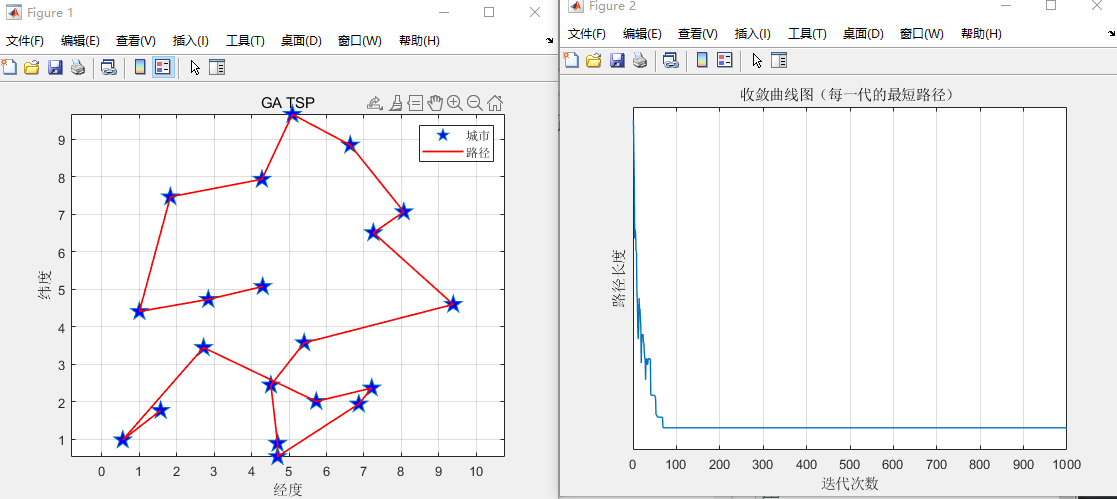 Figure 1
文件(F) 编辑(E) 查看(V) 插入(I) 工具(T) 桌面(D) 窗口(W) 帮助(H)
GA TSP
城市
路径
9
8
7
6
5
4
3
2
1
纬度
0 1 2 3 4 5 6 7 8 9 10
经度
Figure 2
文件(F) 编辑(E) 查看(V) 插入(I) 工具(T) 桌面(D) 窗口(W) 帮助(H)
收敛曲线图（每一代的最短路径）
路径长度
0 100 200 300 400 500 600 700 800 900 1000
迭代次数